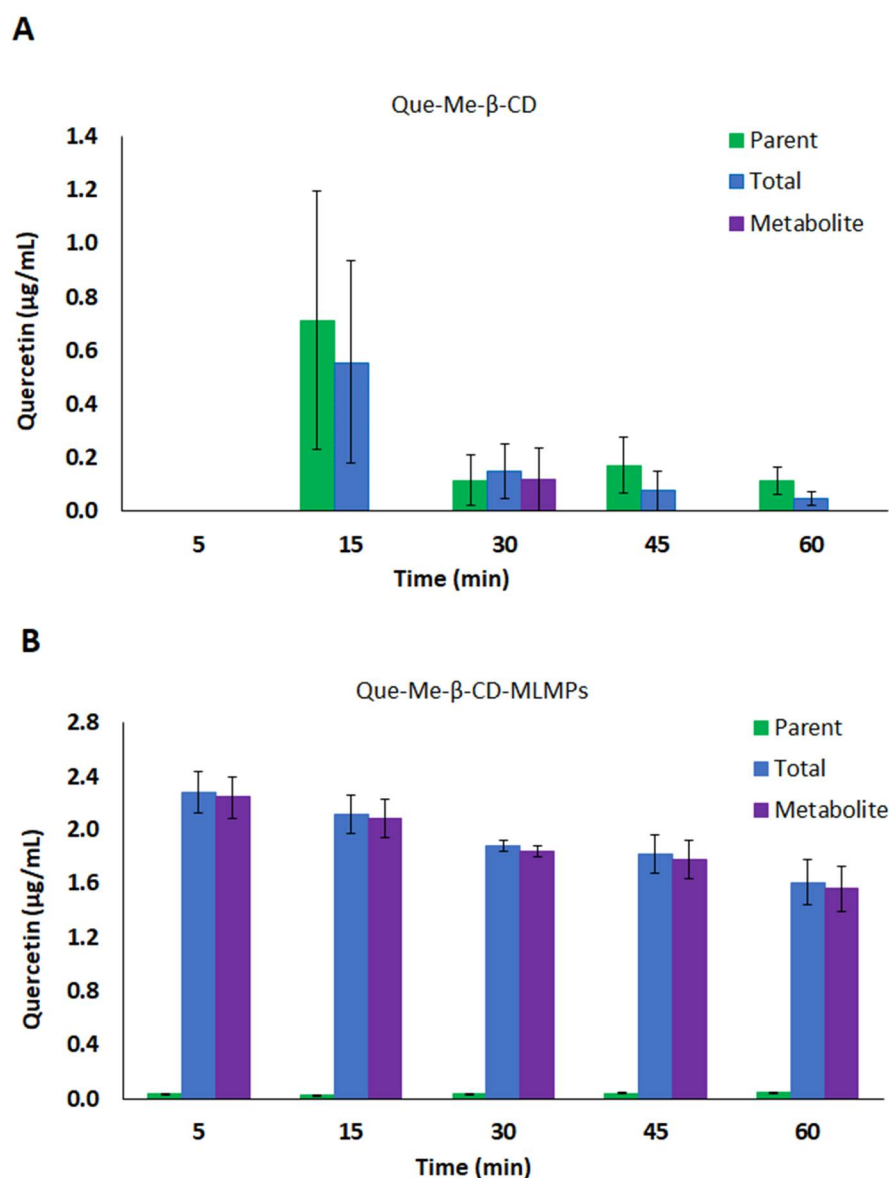 A
Que-Me-β-CD
1.4
1.2
1.0
0.8
0.6
0.4
0.2
0.0
Quercetin (µg/mL)
Parent
Total
Metabolite
5 15 30 45 60
Time (min)
B
Que-Me-β-CD-MLMPs
2.8
2.4
2.0
1.6
1.2
0.8
0.4
0.0
Quercetin (µg/mL)
Parent
Total
Metabolite
5 15 30 45 60
Time (min)